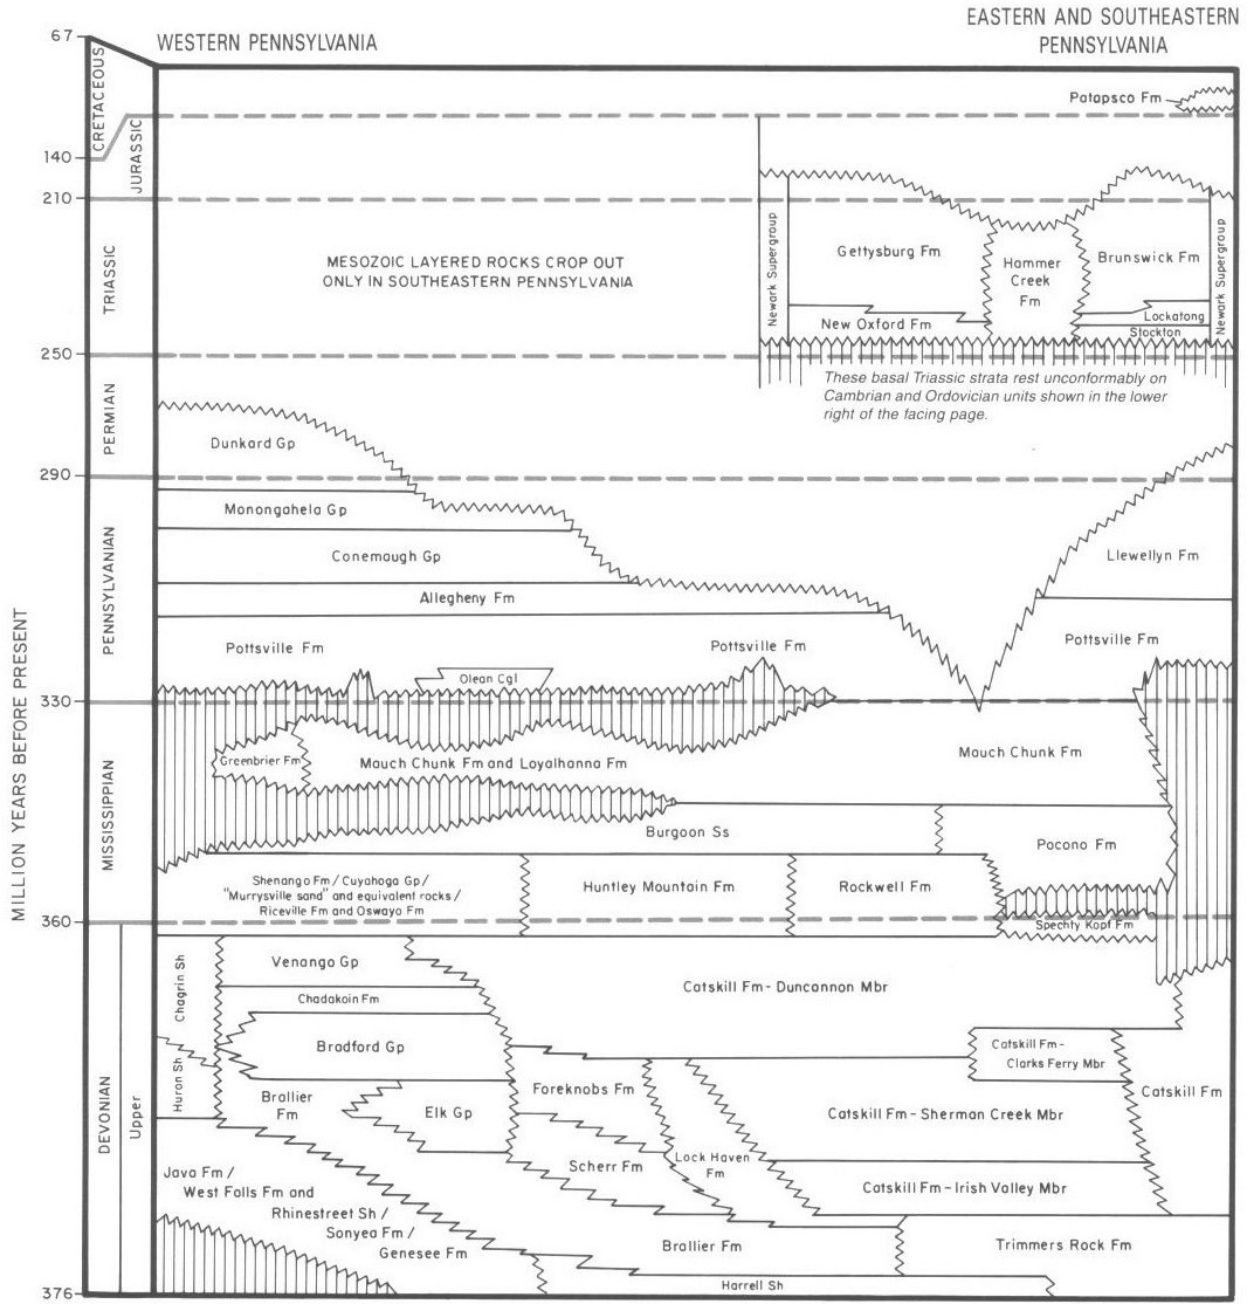 EASTERN AND SOUTHEASTERN
PENNSYLVANIA
WESTERN PENNSYLVANIA
67
CRETACEOUS
Patapsco Fm
JURASSIC
140
210
TRIASSIC
MESOZOIC LAYERED ROCKS CROP OUT
ONLY IN SOUTHEASTERN PENNSYLVANIA
Newark Supergroup
Gettysburg Fm
Hammer
Creek
Fm
Brunswick Fm
Newark Supergroup
New Oxford Fm
Lockatong
Stockton
250
These basal Triassic strata rest unconformably on
Cambrian and Ordovician units shown in the lower
right of the facing page.
PERMIAN
Dunkard Gp
290
MILLION YEARS BEFORE PRESENT
PENNSYLVANIAN
Monongahela Gp
Conemaugh Gp
Llewellyn Fm
Allegheny Fm
Pottsville Fm
Pottsville Fm
Pottsville Fm
Olean Cgl
330
MISSISSIPPIAN
Greenbrier Fm
Mauch Chunk Fm and Loyalhanna Fm
Mauch Chunk Fm
Burgoon Ss
Pocono Fm
Shenango Fm / Cuyahoga Gp /
"Murrysville sand" and equivalent rocks /
Riceville Fm and Oswayo Fm
Huntley Mountain Fm
Rockwell Fm
360
Spechty Kopf Fm
DEVONIAN
Upper
Chagrin Sh
Venango Gp
Catskill Fm - Duncannon Mbr
Chadakoin Fm
Bradford Gp
Catskill Fm -
Clarks Ferry Mbr
Huron Sh
Brallier
Fm
Elk Gp
Foreknobs Fm
Catskill Fm
Catskill Fm - Sherman Creek Mbr
Scherr Fm
Lock Haven
Fm
Catskill Fm - Irish Valley Mbr
Java Fm /
West Falls Fm and
Rhinestreet Sh /
Sonyea Fm /
Genesee Fm
Brallier Fm
Trimmers Rock Fm
Harrell Sh
376